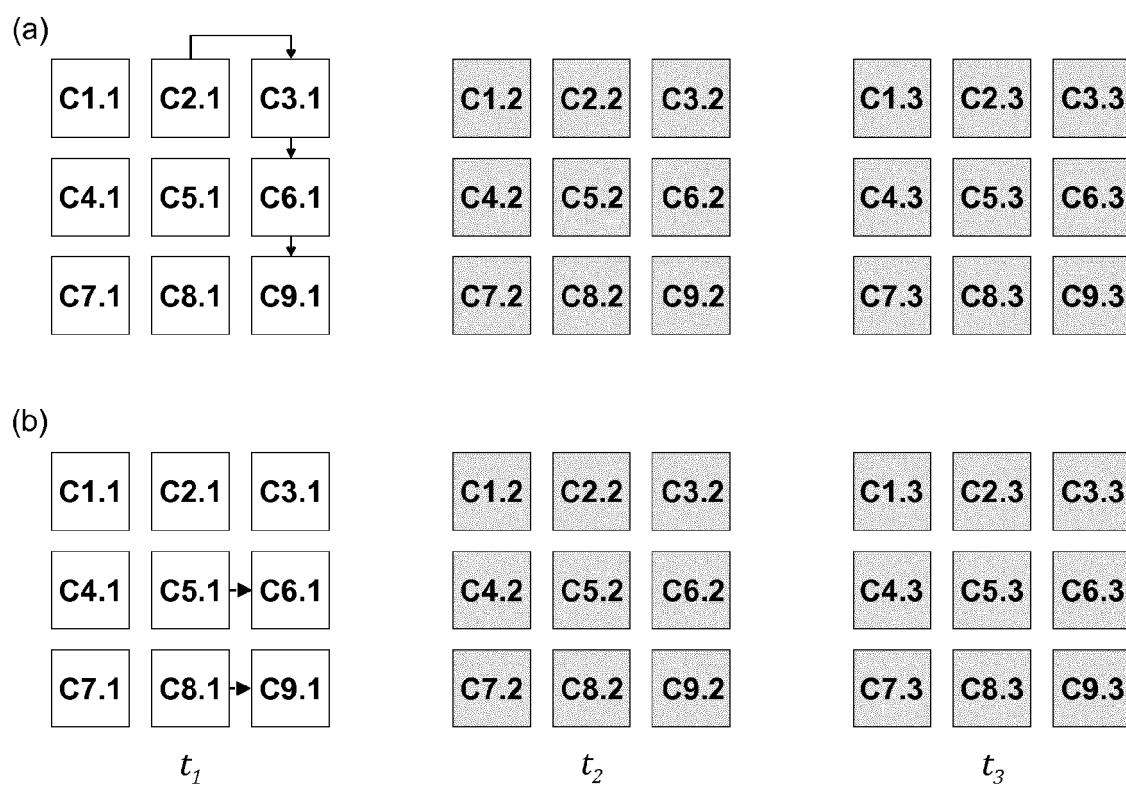 (a)
C1.1 C2.1 C3.1 C1.2 C2.2 C3.2 C1.3 C2.3 C3.3
C4.1 C5.1 C6.1 C4.2 C5.2 C6.2 C4.3 C5.3 C6.3
C7.1 C8.1 C9.1 C7.2 C8.2 C9.2 C7.3 C8.3 C9.3
(b)
C1.1 C2.1 C3.1 C1.2 C2.2 C3.2 C1.3 C2.3 C3.3
C4.1 C5.1 C6.1 C4.2 C5.2 C6.2 C4.3 C5.3 C6.3
C7.1 C8.1 C9.1 C7.2 C8.2 C9.2 C7.3 C8.3 C9.3
t1 t2 t3